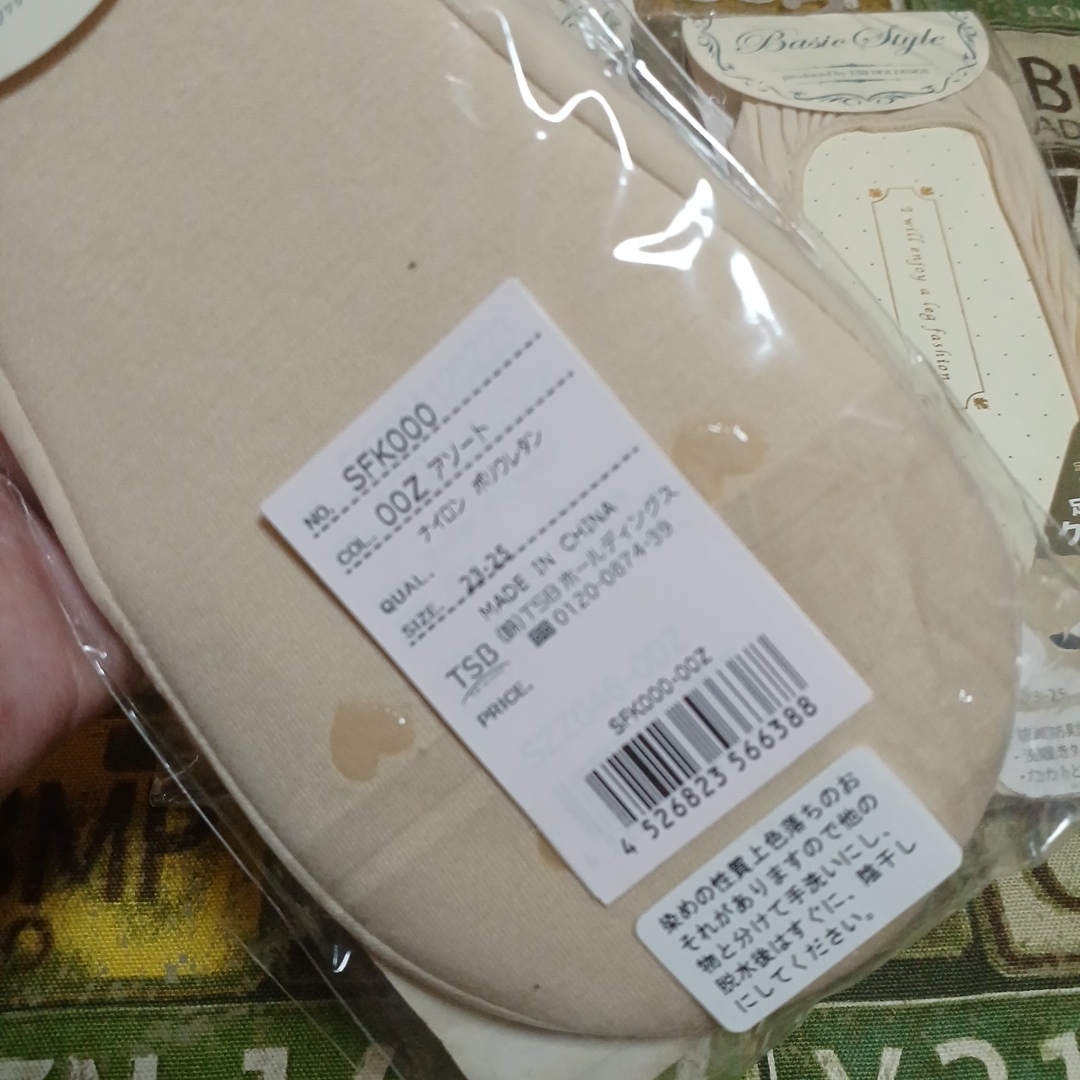 Basic Style
produced by TSB HOLDINGS
I will enjoy a leg fashion
NO. SFK000
COL. 00Z アソート
ナイロン ポリウレタン
QUAL.
SIZE. 23-25
MADE IN CHINA
TSB (株)TSBホールディングス
0120-0674-39
PRICE.
SFK000-00Z
4 526823 566388
染めの性質上色落ちのお
それがありますので他の
物と分けて手洗いにし、
脱水後はすぐに、陰干し
にしてください。